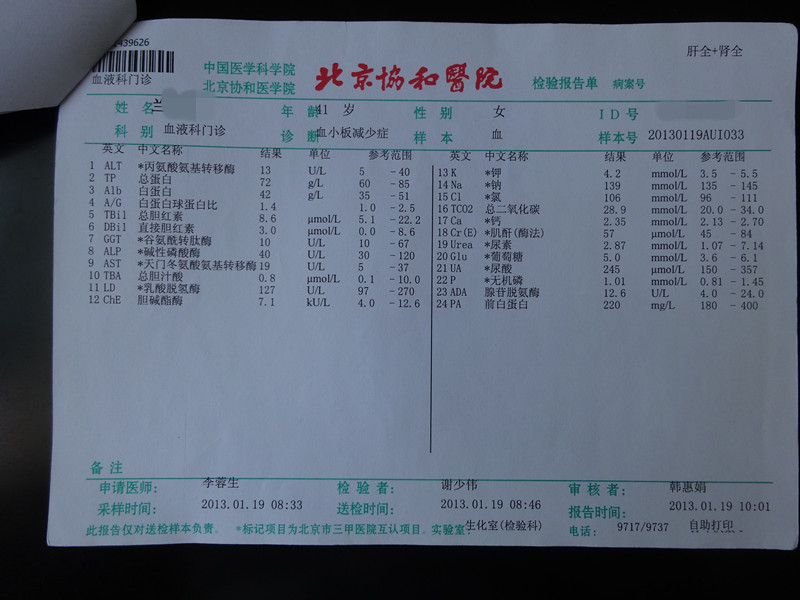 439626
血液科门诊
中国医学科学院
北京协和医学院
北京協和醫院
检验报告单 病案号
肝全+肾全
姓 名 兰 年 龄 41 岁 性 别 女 ID号
科 别 血液科门诊 诊 断 血小板减少症 样 本 血 样本号 20130119AUI033
英文 中文名称 结果 单位 参考范围
1 ALT *丙氨酸氨基转移酶 13 U/L 5 -40
2 TP 总蛋白 72 g/L 60 -85
3 Alb 白蛋白 42 g/L 35 -51
4 A/G 白蛋白球蛋白比 1.4 1.0 -2.5
5 TBil 总胆红素 8.6 μmol/L 5.1 -22.2
6 DBil 直接胆红素 3.0 μmol/L 0.0 -8.6
7 GGT *谷氨酰转肽酶 10 U/L 10 -67
8 ALP *碱性磷酸酶 40 U/L 30 -120
9 AST *天门冬氨酸氨基转移酶 19 U/L 5 -37
10 TBA 总胆汁酸 0.8 μmol/L 0.1 -10.0
11 LD *乳酸脱氢酶 127 U/L 97 -270
12 ChE 胆碱酯酶 7.1 kU/L 4.0 -12.6
英文 中文名称 结果 单位 参考范围
13 K *钾 4.2 mmol/L 3.5 -5.5
14 Na *钠 139 mmol/L 135 -145
15 Cl *氯 106 mmol/L 96 -111
16 TCO2 总二氧化碳 28.9 mmol/L 20.0 -34.0
17 Ca *钙 2.35 mmol/L 2.13 -2.70
18 Cr(E) *肌酐(酶法) 57 μmol/L 45 -84
19 Urea *尿素 2.87 mmol/L 1.07 -7.14
20 Glu *葡萄糖 5.0 mmol/L 3.6 -6.1
21 UA *尿酸 245 μmol/L 150 -357
22 P *无机磷 1.01 mmol/L 0.81 -1.45
23 ADA 腺苷脱氨酶 12.6 U/L 4.0 -24.0
24 PA 前白蛋白 220 mg/L 180 -400
备 注
申请医师: 李蓉生 检 验 者: 谢少伟 审 核 者: 韩惠娟
采样时间: 2013.01.19 08:33 送检时间: 2013.01.19 08:46 报告时间: 2013.01.19 10:01
此报告仅对送检样本负责. *标记项目为北京市三甲医院互认项目. 实验室: 生化室(检验科) 电话: 9717/9737 自助打印